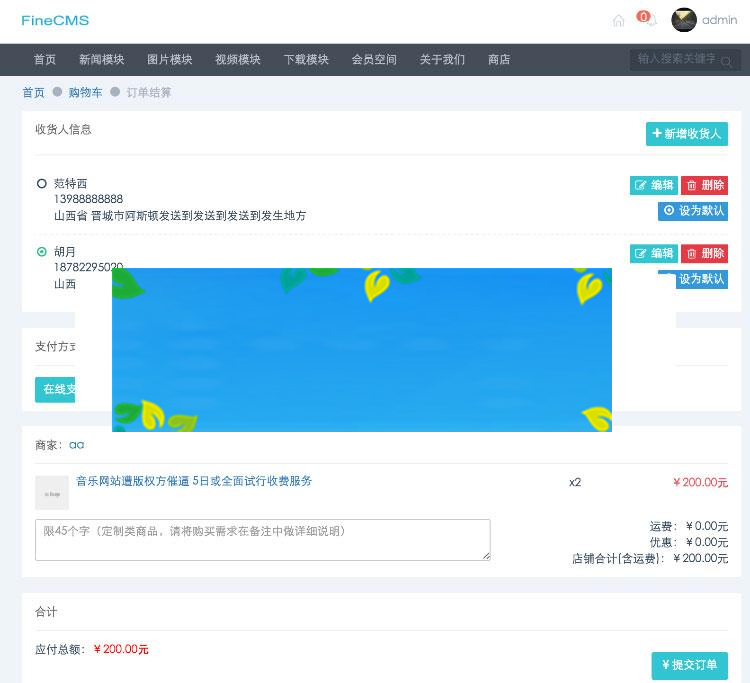 FineCMS
0
admin
首页 新闻模块 图片模块 视频模块 下载模块 会员空间 关于我们 商店
输入搜索关键字
首页 购物车 订单结算
收货人信息
+新增收货人
范特西
编辑 删除
13988888888
设为默认
山西省 晋城市阿斯顿发送到发送到发送到发生地方
胡月
编辑 删除
18782295020
设为默认
山西
支付方式
在线支
商家：aa
音乐网站遭版权方催逼 5日或全面试行收费服务 x2 ￥200.00元
限45个字（定制类商品，请将购买需求在备注中做详细说明）
运费：￥0.00元
优惠：￥0.00元
店铺合计(含运费)：￥200.00元
合计
应付总额：￥200.00元
￥提交订单